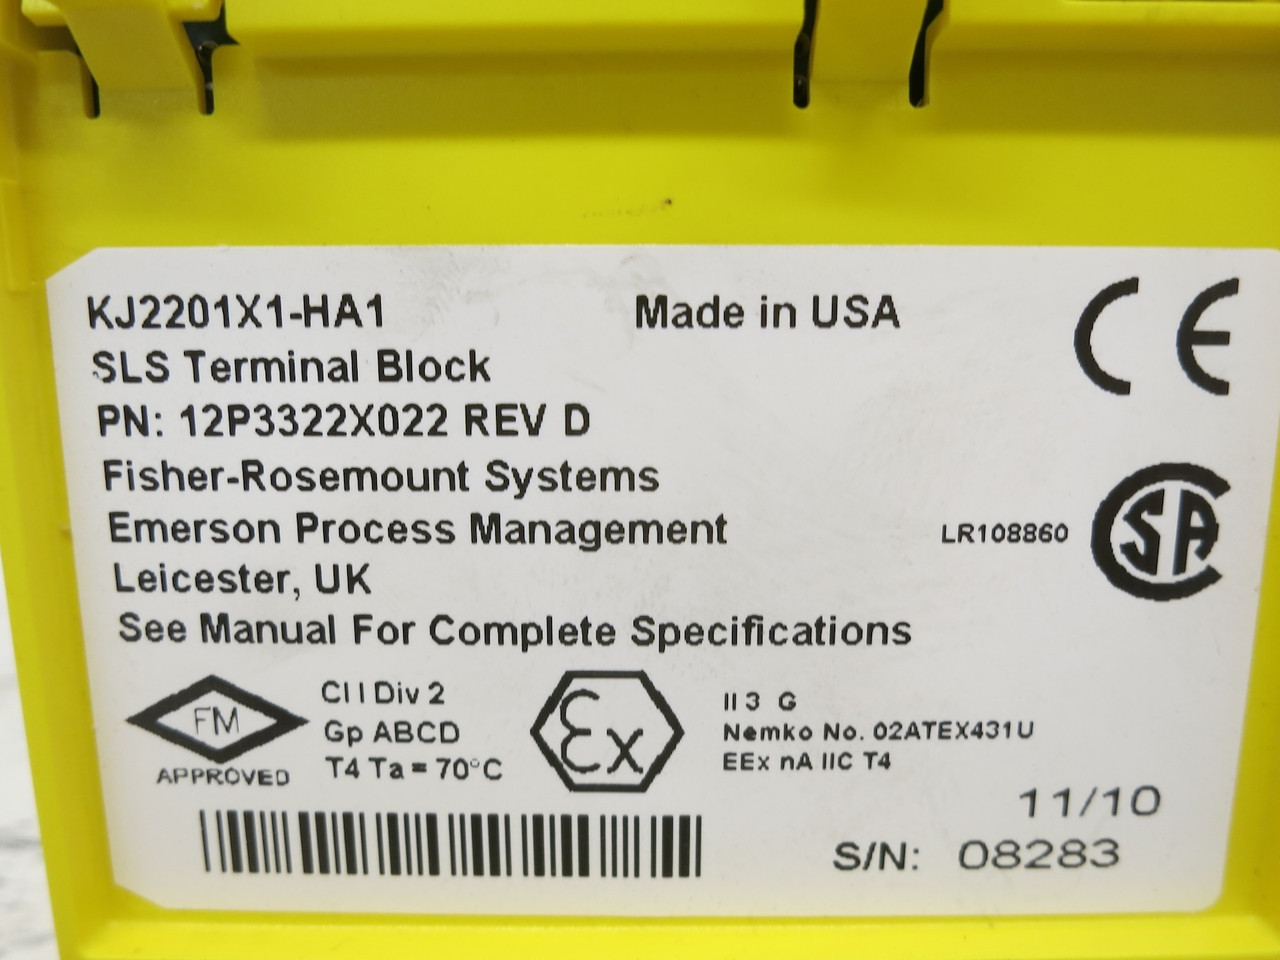 KJ2201X1-HA1
Made in USA
CE
SLS Terminal Block
PN: 12P3322X022 REV D
Fisher-Rosemount Systems
Emerson Process Management
LR108860
CSA
Leicester, UK
See Manual For Complete Specifications
FM
APPROVED
Cl I Div 2
Gp ABCD
T4 Ta = 70°C
Ex
II 3 G
Nemko No. 02ATEX431U
EEx nA IIC T4
11/10
S/N: 08283